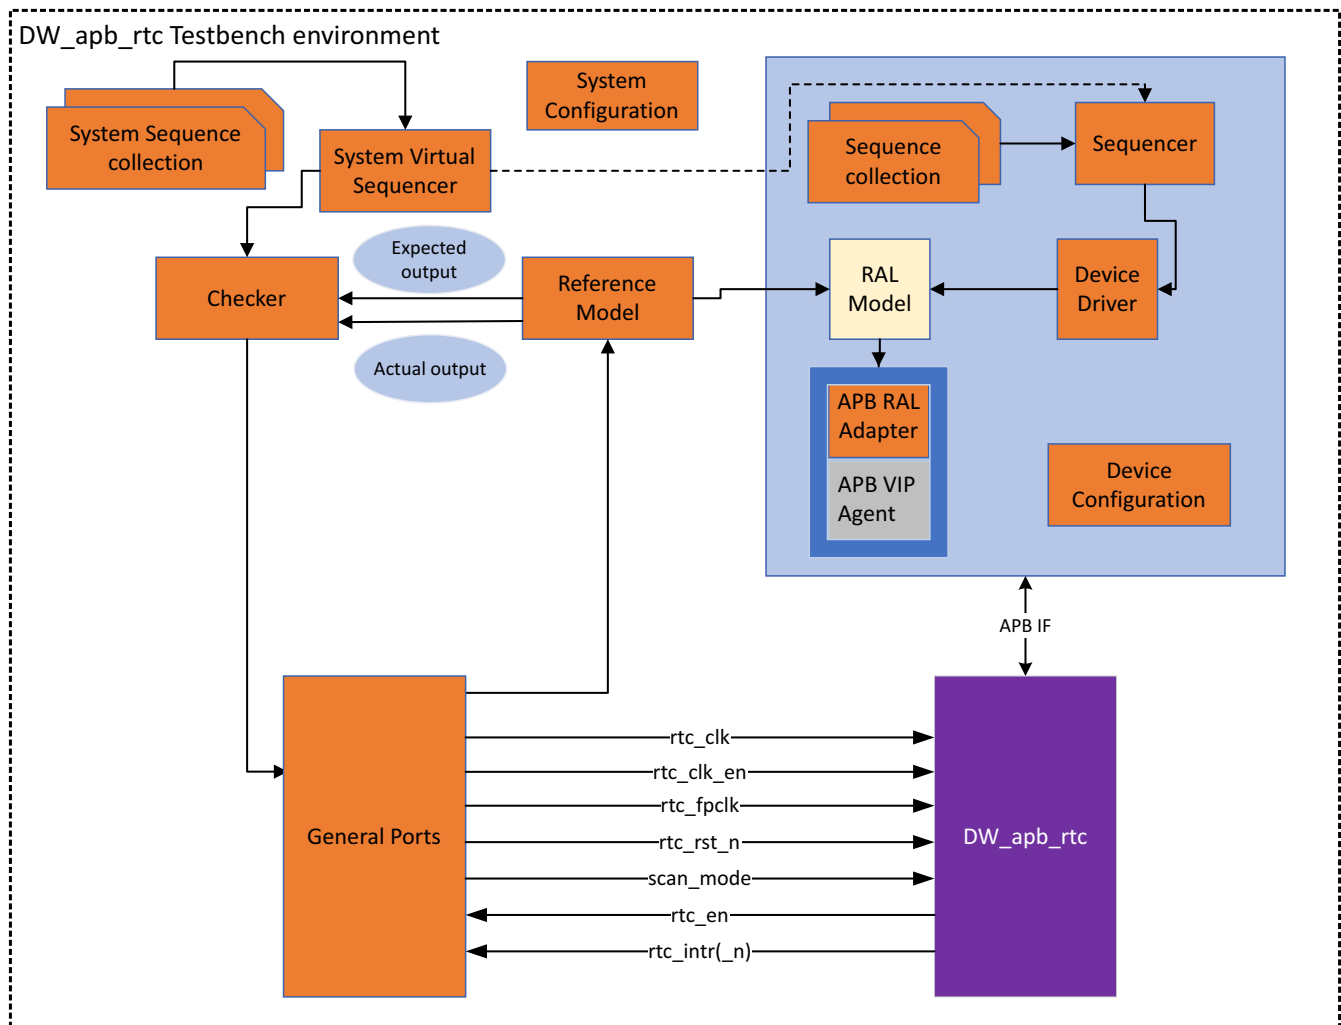 DW_apb_rtc Testbench environment
System Sequence
collection
System Virtual
Sequencer
System
Configuration
Sequence
collection
Sequencer
Expected
output
Checker
Reference
Model
Actual output
RAL
Model
Device
Driver
APB RAL
Adapter
APB VIP
Agent
Device
Configuration
APB IF
General Ports
rtc_clk
rtc_clk_en
rtc_fpclk
rtc_rst_n
scan_mode
rtc_en
rtc_intr(_n)
DW_apb_rtc